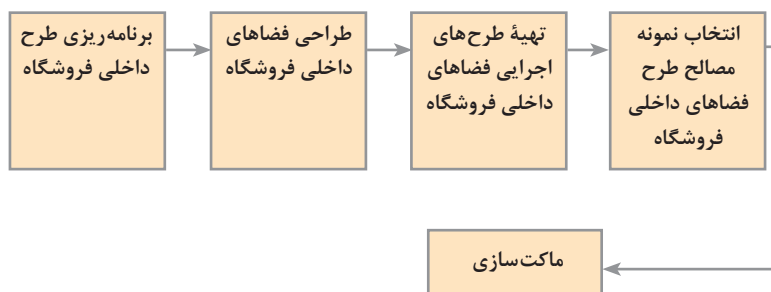 برنامه‌ریزی طرح
داخلی فروشگاه
طراحی فضاهای
داخلی فروشگاه
تهیهٔ طرح‌های
اجرایی فضاهای
داخلی فروشگاه
انتخاب نمونه
مصالح طرح
فضاهای داخلی
فروشگاه
ماکت‌سازی